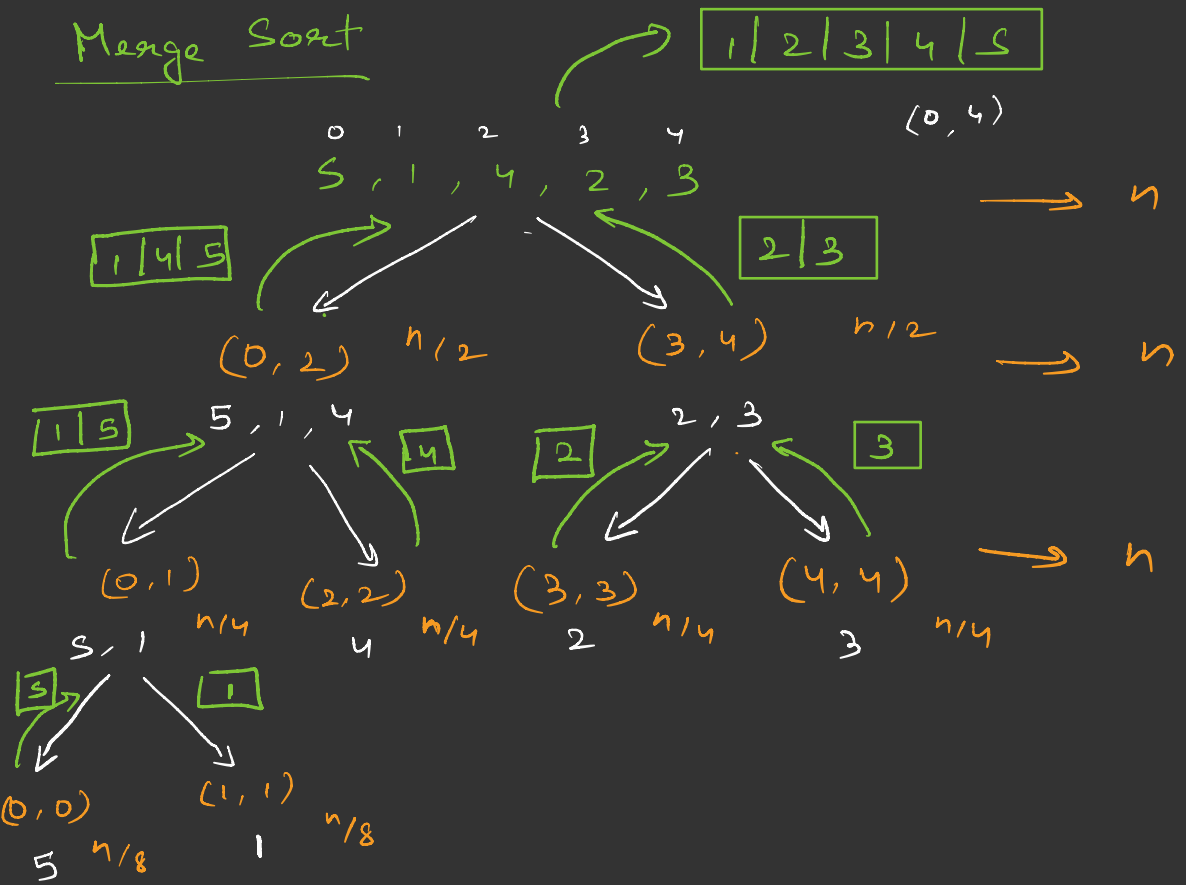 Merge Sort
1 | 2 | 3 | 4 | 5
(0, 4)
0 1 2 3 4
5, 1, 4, 2, 3
n
1 | 4 | 5
2 | 3
(0, 2) n/2 (3, 4) n/2
n
1 | 5
5, 1, 4
4
2
2, 3
3
(0, 1) n/4 (2, 2) n/4 (3, 3) n/4 (4, 4) n/4
n
5, 1 4 2 3
5 1
(0, 0) n/8 (1, 1) n/8
5 1